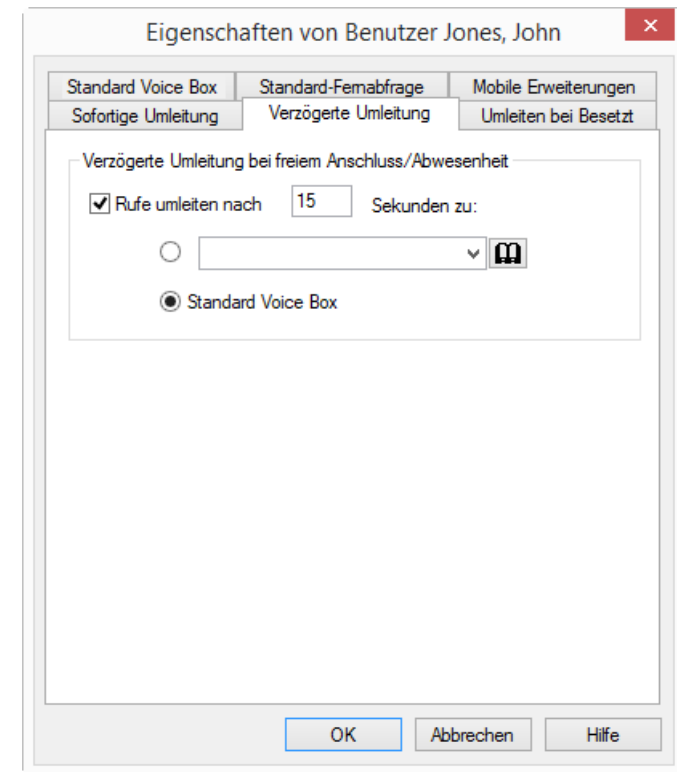 Eigenschaften von Benutzer Jones, John
Standard Voice Box Standard-Fernabfrage Mobile Erweiterungen
Sofortige Umleitung Verzögerte Umleitung Umleiten bei Besetzt
Verzögerte Umleitung bei freiem Anschluss/Abwesenheit
Rufe umleiten nach 15 Sekunden zu:
Standard Voice Box
OK Abbrechen Hilfe